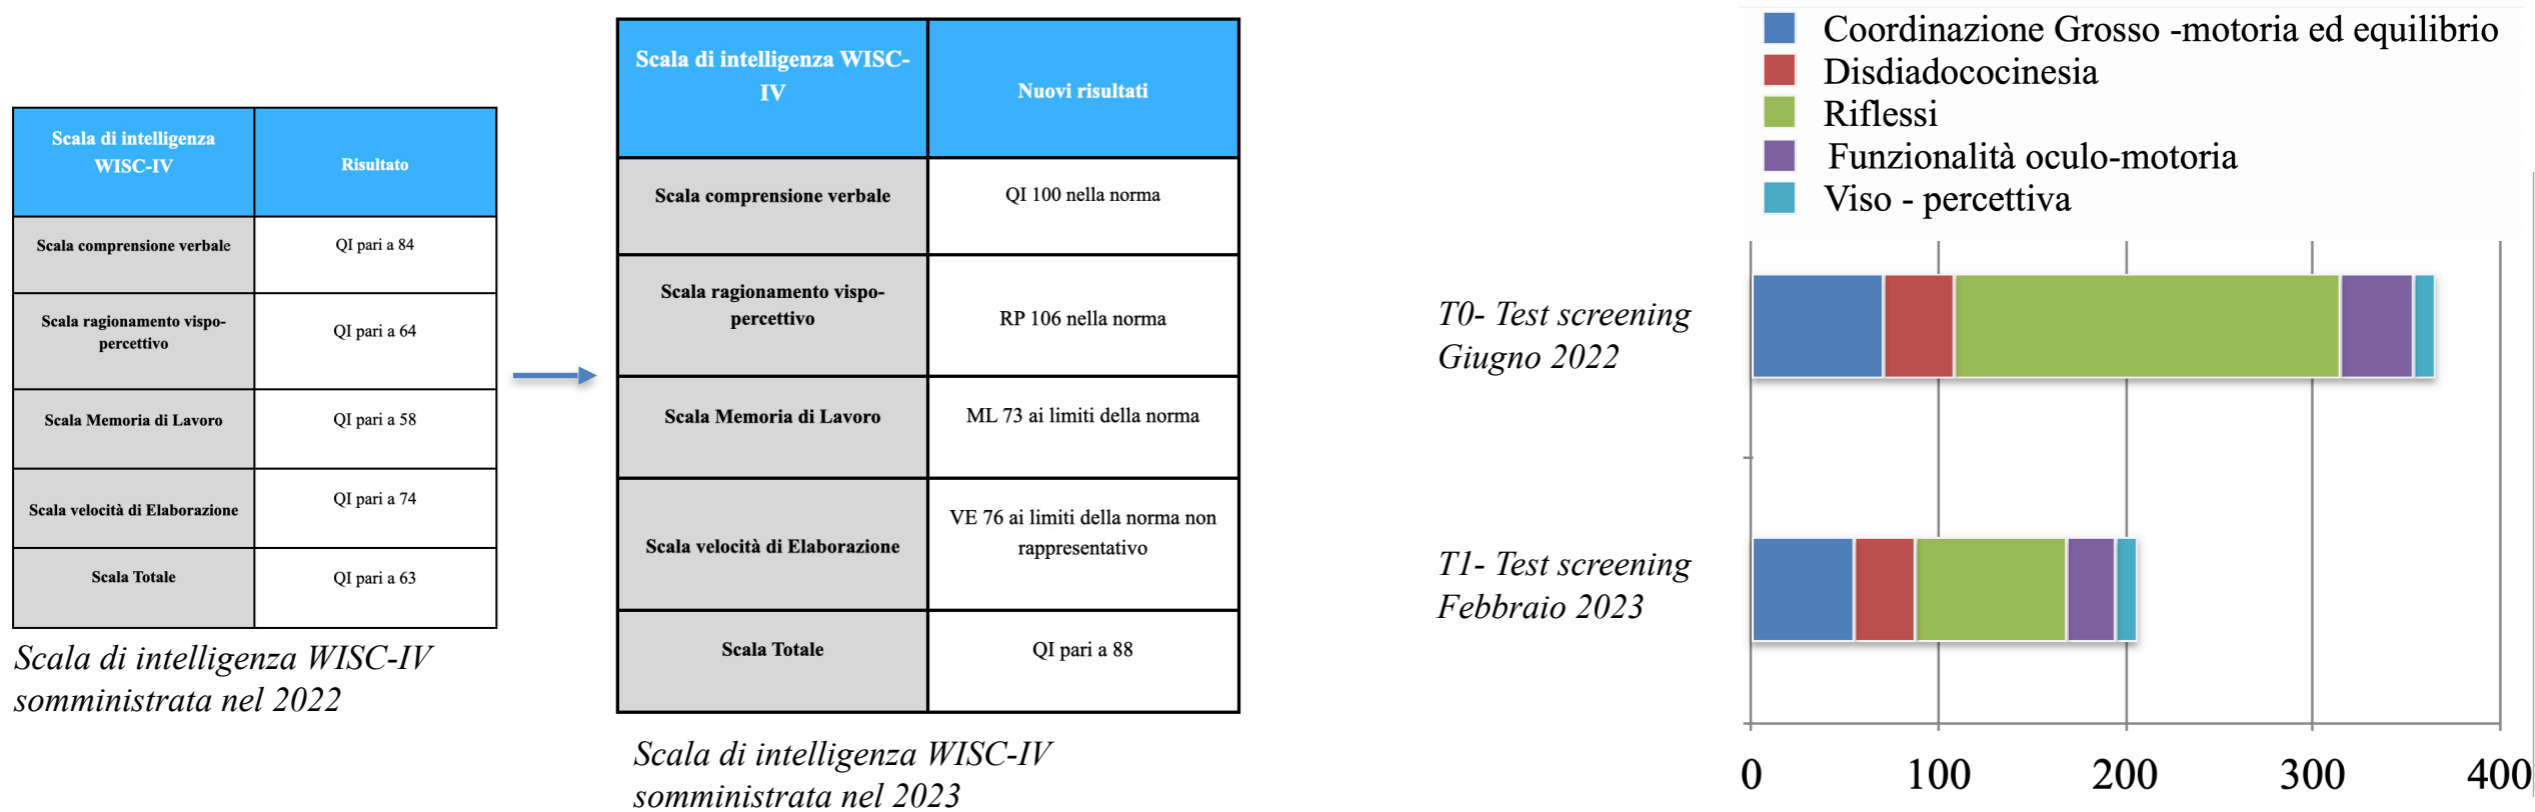 Scala di intelligenza
WISC-IV
Risultato
Scala comprensione verbale
QI pari a 84
Scala ragionamento vispo-
percettivo
QI pari a 64
Scala Memoria di Lavoro
QI pari a 58
Scala velocità di Elaborazione
QI pari a 74
Scala Totale
QI pari a 63
Scala di intelligenza WISC-IV
somministrata nel 2022
Scala di intelligenza WISC-
IV
Nuovi risultati
Scala comprensione verbale
QI 100 nella norma
Scala ragionamento vispo-
percettivo
RP 106 nella norma
Scala Memoria di Lavoro
ML 73 ai limiti della norma
Scala velocità di Elaborazione
VE 76 ai limiti della norma non
rappresentativo
Scala Totale
QI pari a 88
Scala di intelligenza WISC-IV
somministrata nel 2023
Coordinazione Grosso -motoria ed equilibrio
Disdiadococinesia
Riflessi
Funzionalità oculo-motoria
Viso - percettiva
T0- Test screening
Giugno 2022
T1- Test screening
Febbraio 2023
0 100 200 300 400